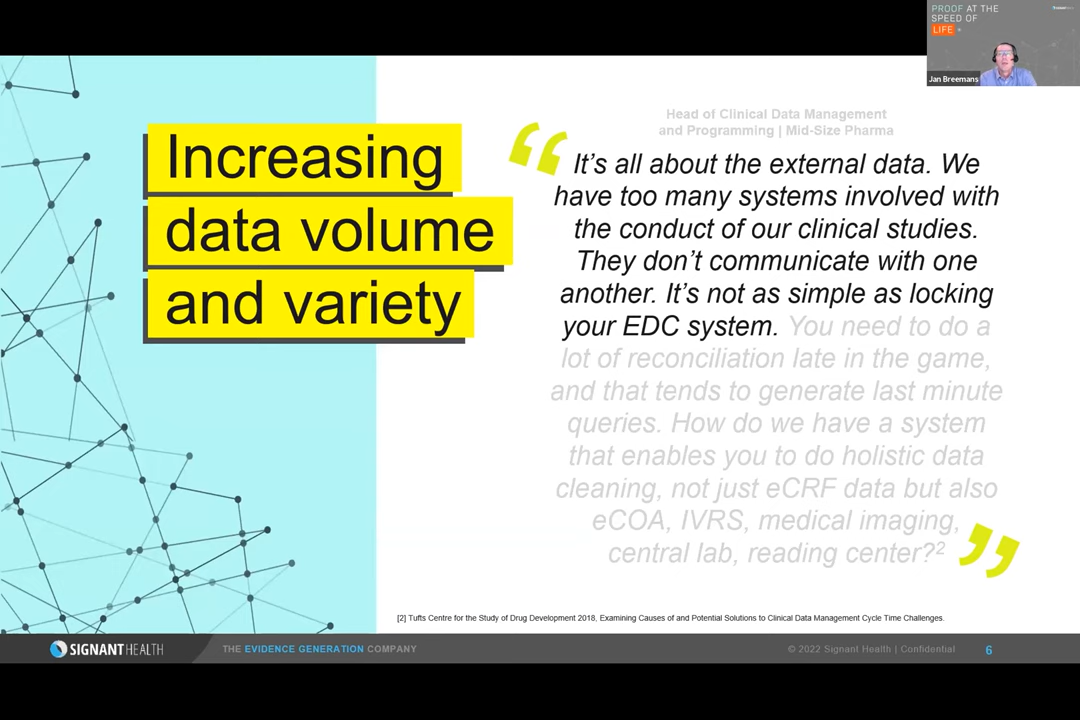 PROOF AT THE
SPEED OF
LIFE
Jan Breemans
Increasing
data volume
and variety
Head of Clinical Data Management
and Programming | Mid-Size Pharma
“It’s all about the external data. We
have too many systems involved with
the conduct of our clinical studies.
They don’t communicate with one
another. It’s not as simple as locking
your EDC system. You need to do a
lot of reconciliation late in the game,
and that tends to generate last minute
queries. How do we have a system
that enables you to do holistic data
cleaning, not just eCRF data but also
eCOA, IVRS, medical imaging,
central lab, reading center?2”
[2] Tufts Centre for the Study of Drug Development 2018, Examining Causes of and Potential Solutions to Clinical Data Management Cycle Time Challenges.
SIGNANT HEALTH
THE EVIDENCE GENERATION COMPANY
© 2022 Signant Health | Confidential
6